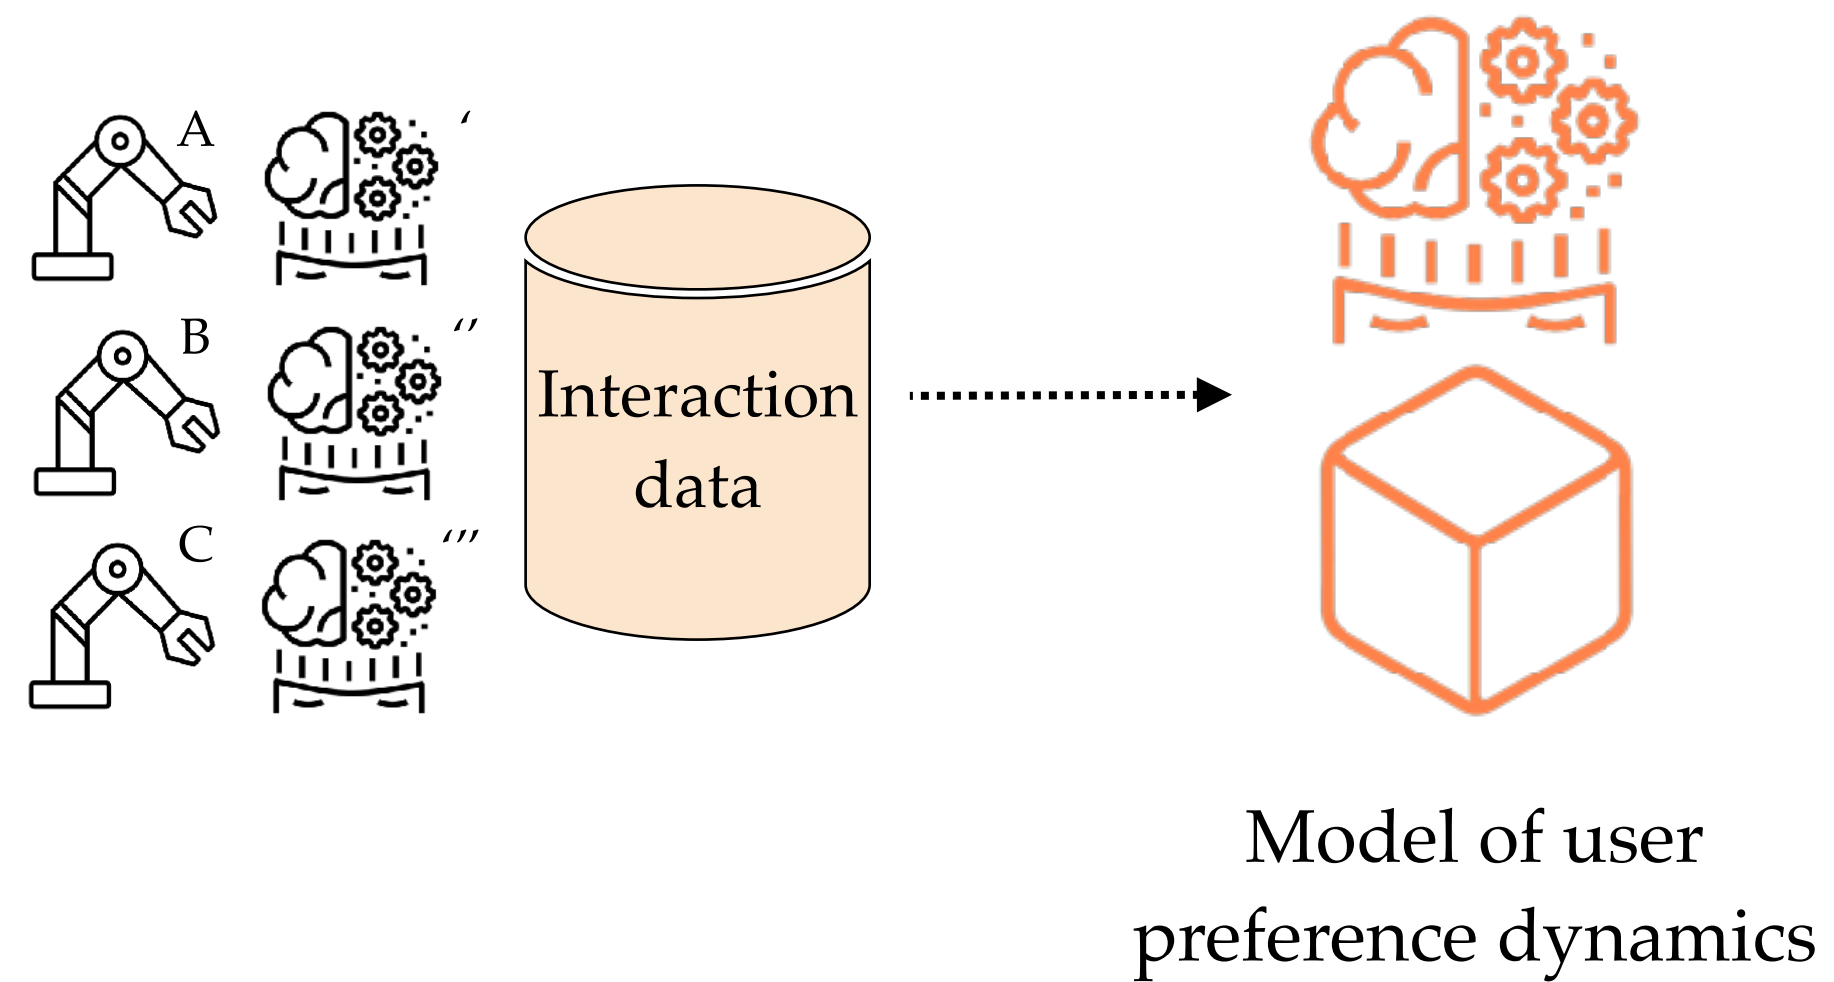 A ‘
B ‘’
C ‘’’
Interaction
data
Model of user
preference dynamics